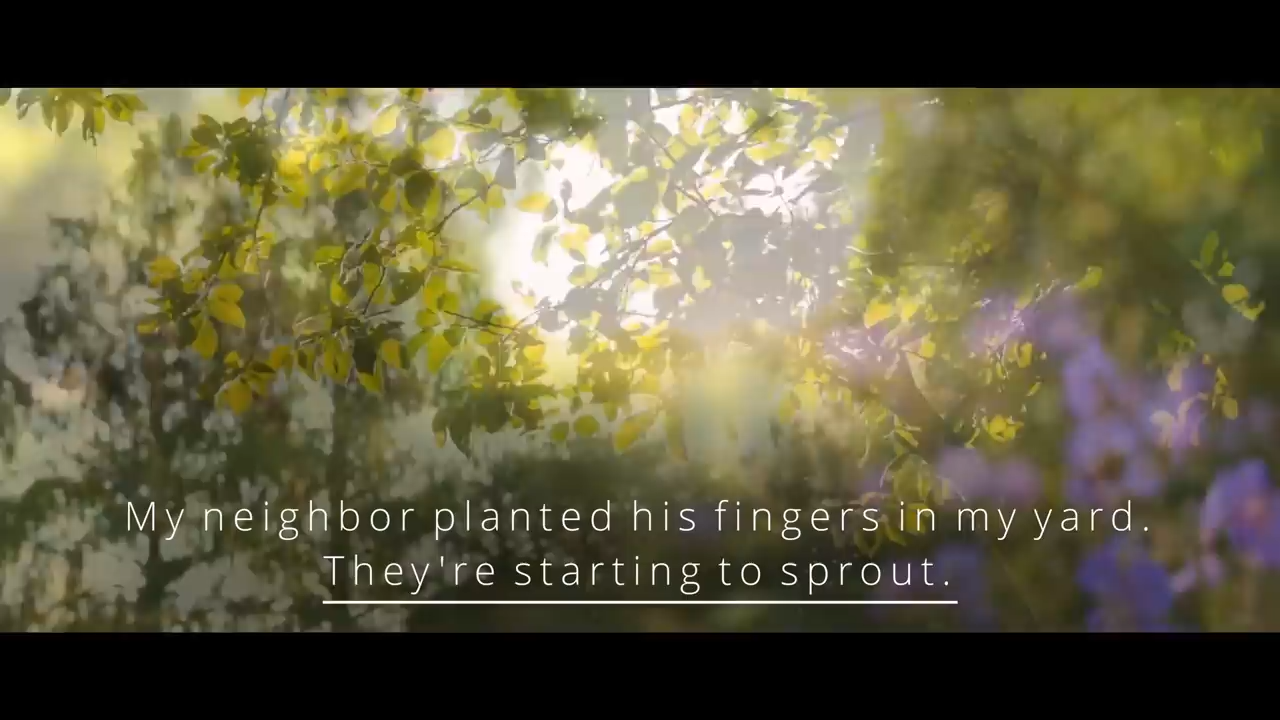 My neighbor planted his fingers in my yard.
They're starting to sprout.